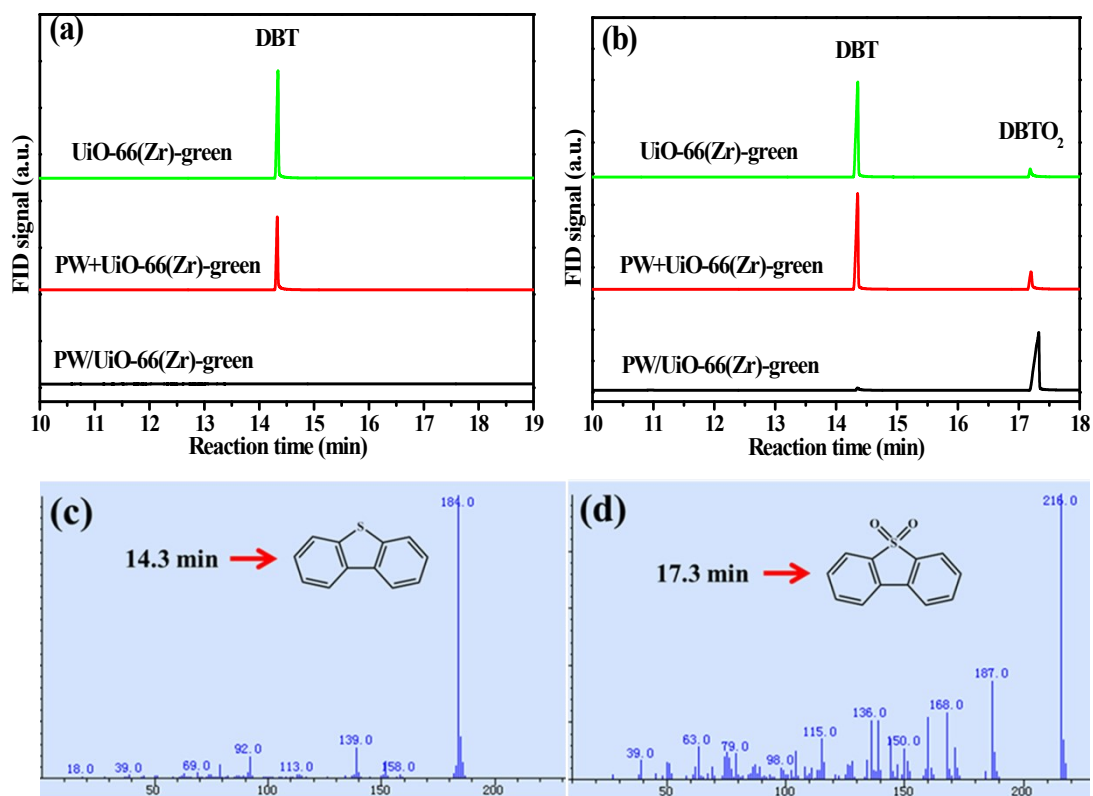 (a)
DBT
UiO-66(Zr)-green
PW+UiO-66(Zr)-green
PW/UiO-66(Zr)-green
FID signal (a.u.)
10 11 12 13 14 15 16 17 18 19
Reaction time (min)
(b)
DBT
DBTO2
UiO-66(Zr)-green
PW+UiO-66(Zr)-green
PW/UiO-66(Zr)-green
FID signal (a.u.)
10 11 12 13 14 15 16 17 18
Reaction time (min)
(c)
184.0
S
14.3 min
139.0
92.0
18.0 39.0 69.0 113.0 158.0
50 100 150 200
(d)
216.0
O O
S
17.3 min
187.0
168.0
136.0
115.0
150.0
63.0
79.0
39.0
98.0
50 100 150 200